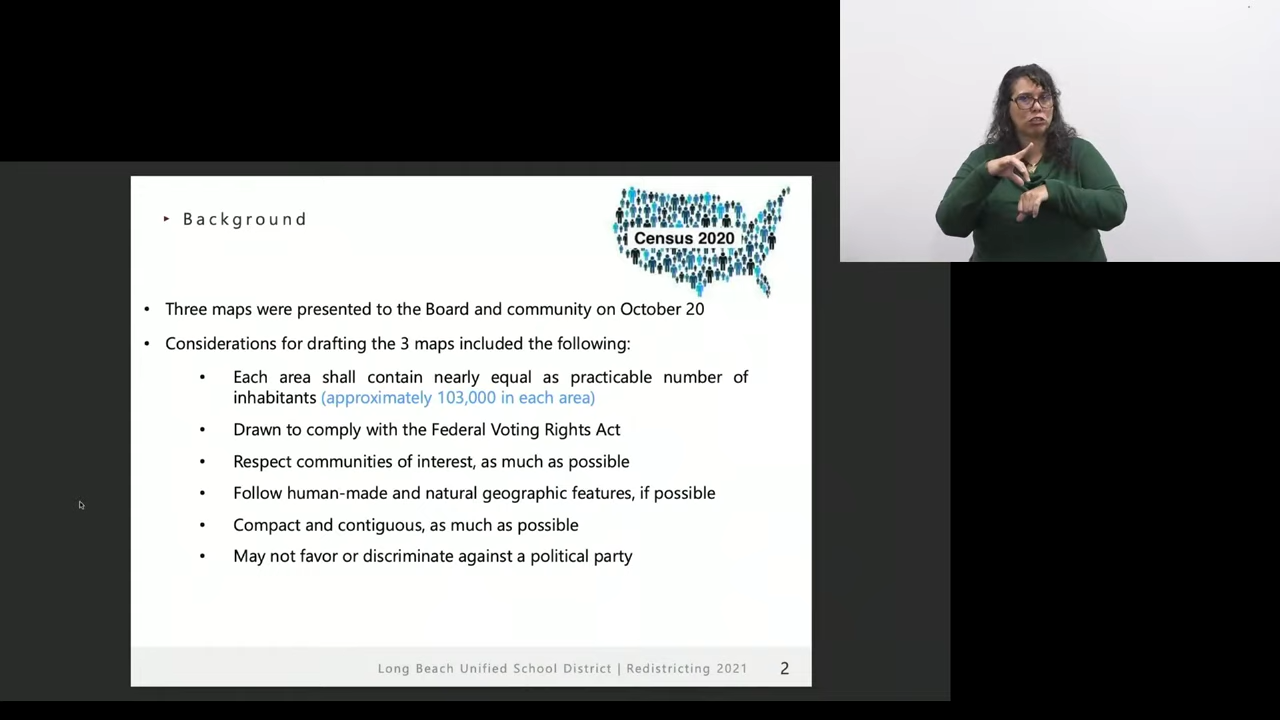 Background
Census 2020
• Three maps were presented to the Board and community on October 20
• Considerations for drafting the 3 maps included the following:
• Each area shall contain nearly equal as practicable number of
inhabitants (approximately 103,000 in each area)
• Drawn to comply with the Federal Voting Rights Act
• Respect communities of interest, as much as possible
• Follow human-made and natural geographic features, if possible
• Compact and contiguous, as much as possible
• May not favor or discriminate against a political party
Long Beach Unified School District | Redistricting 2021 2